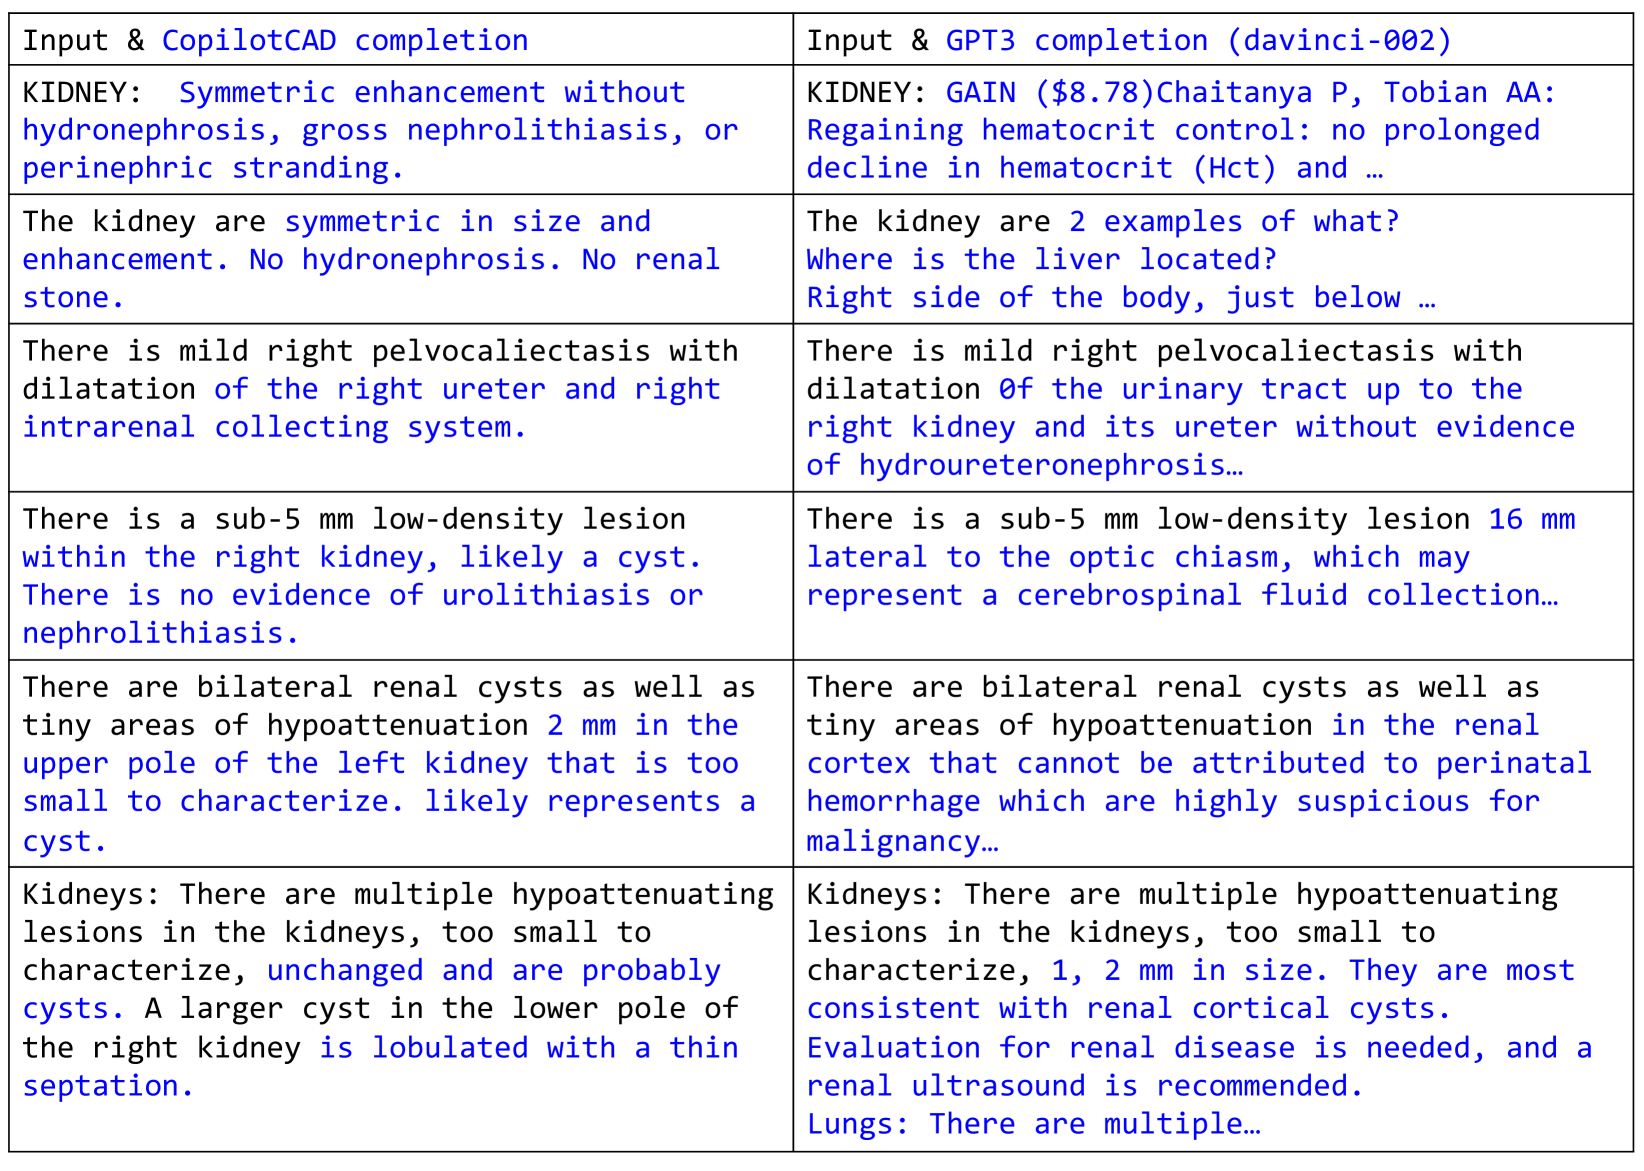 Input & CopilotCAD completion
Input & GPT3 completion (davinci-002)
KIDNEY:  Symmetric enhancement without
hydronephrosis, gross nephrolithiasis, or
perinephric stranding.
KIDNEY: GAIN ($8.78)Chaitanya P, Tobian AA:
Regaining hematocrit control: no prolonged
decline in hematocrit (Hct) and …
The kidney are symmetric in size and
enhancement. No hydronephrosis. No renal
stone.
The kidney are 2 examples of what?
Where is the liver located?
Right side of the body, just below …
There is mild right pelvocaliectasis with
dilatation of the right ureter and right
intrarenal collecting system.
There is mild right pelvocaliectasis with
dilatation 0f the urinary tract up to the
right kidney and its ureter without evidence
of hydroureteronephrosis…
There is a sub-5 mm low-density lesion
within the right kidney, likely a cyst.
There is no evidence of urolithiasis or
nephrolithiasis.
There is a sub-5 mm low-density lesion 16 mm
lateral to the optic chiasm, which may
represent a cerebrospinal fluid collection…
There are bilateral renal cysts as well as
tiny areas of hypoattenuation 2 mm in the
upper pole of the left kidney that is too
small to characterize. likely represents a
cyst.
There are bilateral renal cysts as well as
tiny areas of hypoattenuation in the renal
cortex that cannot be attributed to perinatal
hemorrhage which are highly suspicious for
malignancy…
Kidneys: There are multiple hypoattenuating
lesions in the kidneys, too small to
characterize, unchanged and are probably
cysts. A larger cyst in the lower pole of
the right kidney is lobulated with a thin
septation.
Kidneys: There are multiple hypoattenuating
lesions in the kidneys, too small to
characterize, 1, 2 mm in size. They are most
consistent with renal cortical cysts.
Evaluation for renal disease is needed, and a
renal ultrasound is recommended.
Lungs: There are multiple…